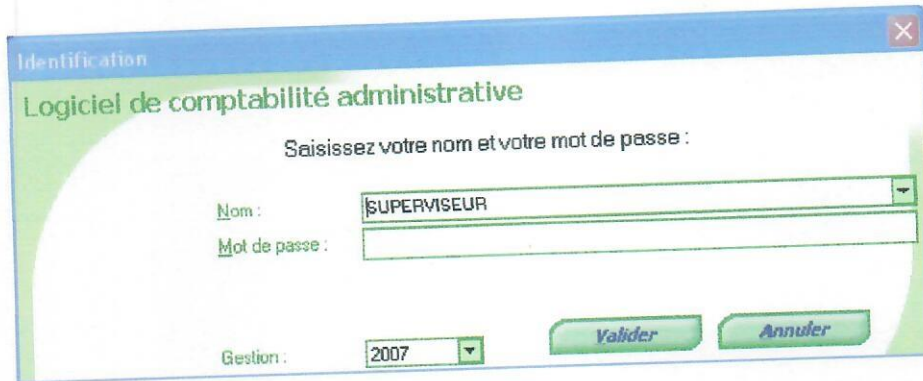 Identification
Logiciel de comptabilité administrative
Saisissez votre nom et votre mot de passe :
Nom : SUPERVISEUR
Mot de passe :
Gestion : 2007 Valider Annuler